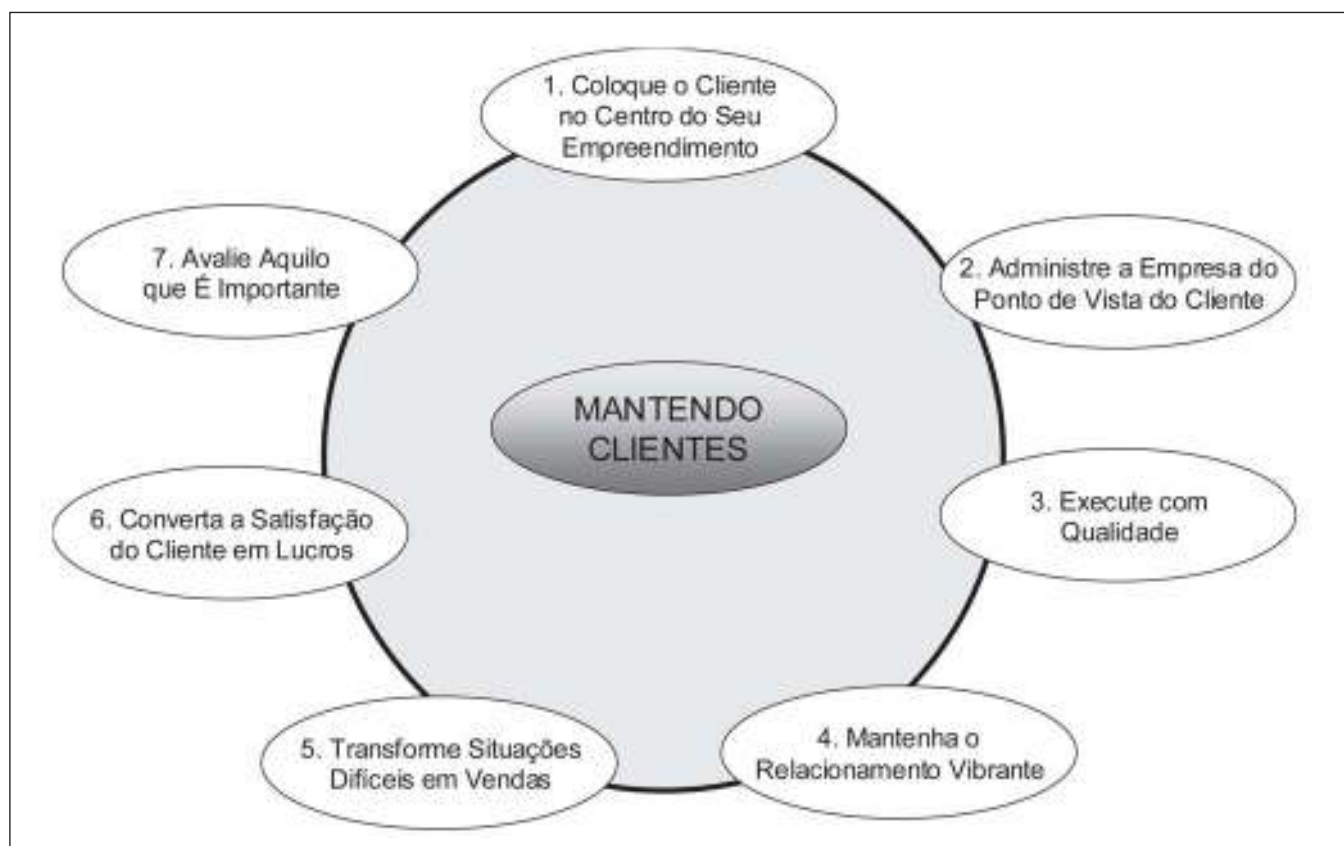 1. Coloque o Cliente
no Centro do Seu
Empreendimento
2. Administre a Empresa do
Ponto de Vista do Cliente
3. Execute com
Qualidade
4. Mantenha o
Relacionamento Vibrante
5. Transforme Situações
Difíceis em Vendas
6. Converta a Satisfação
do Cliente em Lucros
7. Avalie Aquilo
que É Importante
MANTENDO
CLIENTES